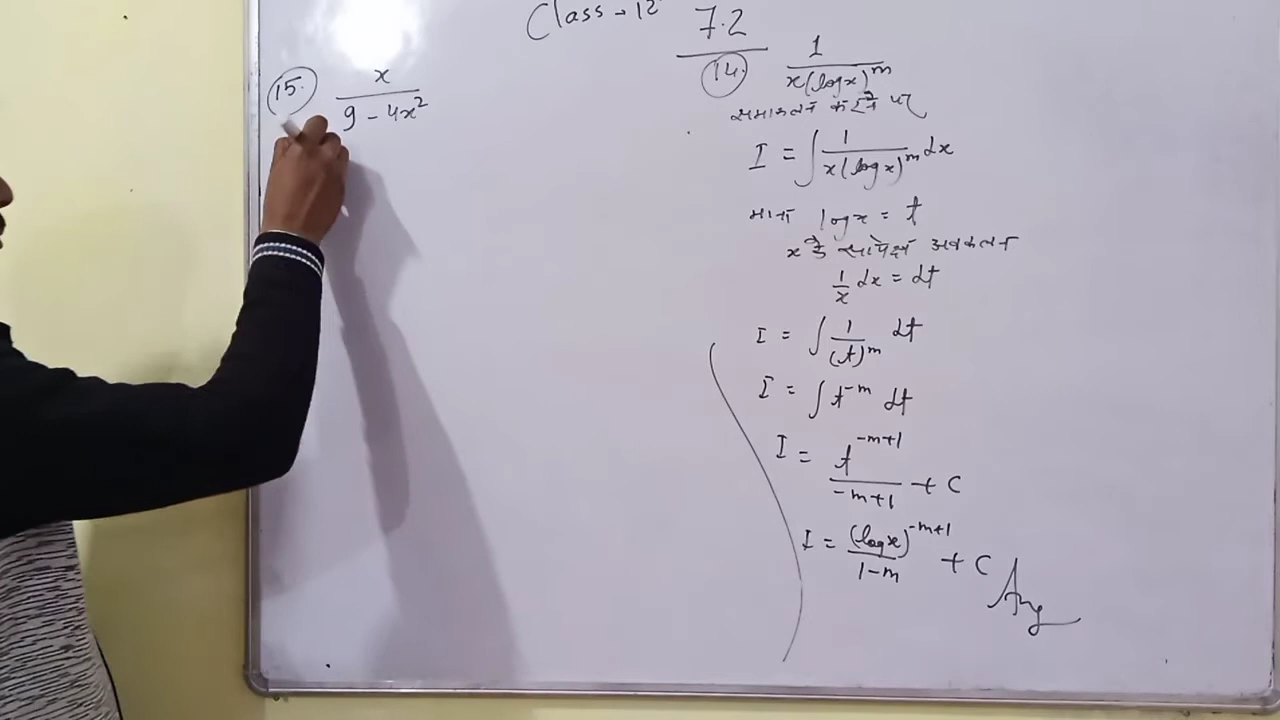 Class - 12
7.2
15. x / (9 - 4x²)
14. 1 / (x(log x)^m)
समाकलन करने पर
I = ∫ 1 / (x(log x)^m) dx
माना log x = t
x के सापेक्ष अवकलन
1/x dx = dt
I = ∫ 1 / (t)^m dt
I = ∫ t^(-m) dt
I = t^(-m+1) / (-m+1) + C
I = (log x)^(-m+1) / (1-m) + C Ans